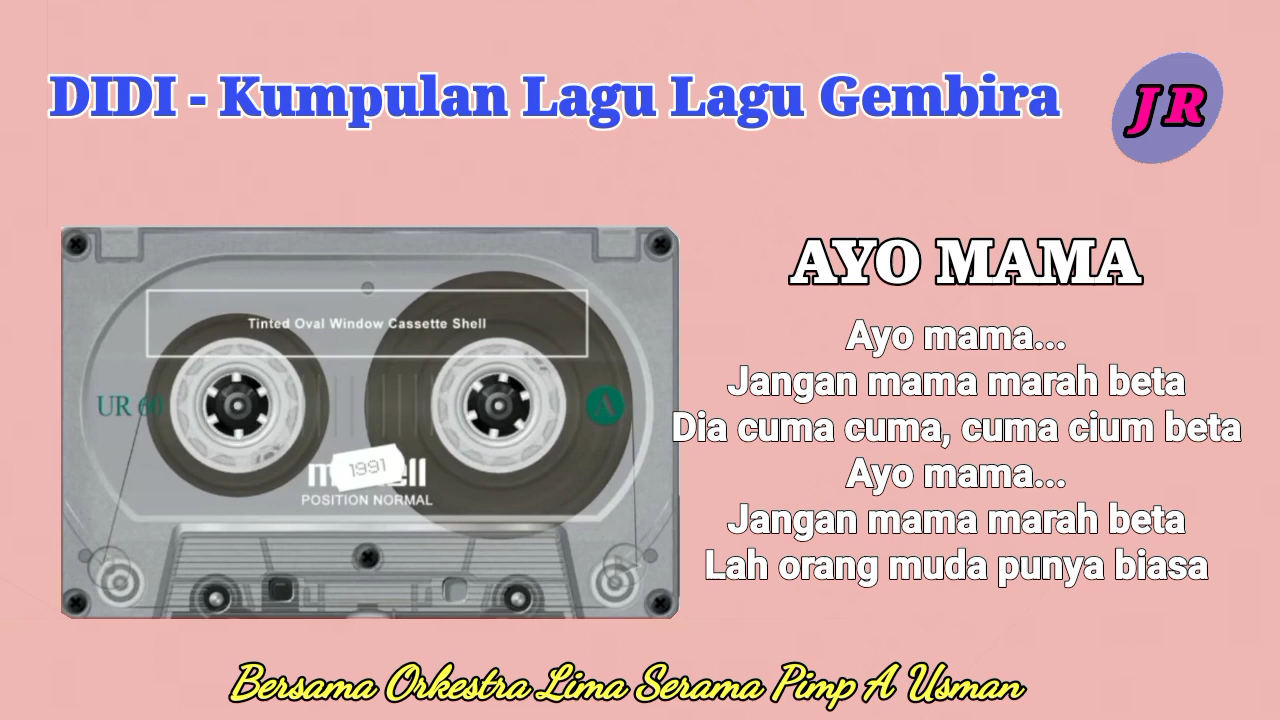 DIDI - Kumpulan Lagu Lagu Gembira
JR
AYO MAMA
Ayo mama...
Jangan mama marah beta
Dia cuma cuma, cuma cium beta
Ayo mama...
Jangan mama marah beta
Lah orang muda punya biasa
Tinted Oval Window Cassette Shell
UR 60
A
1991
POSITION NORMAL
Bersama Orkestra Lima Serama Pimp A Usman